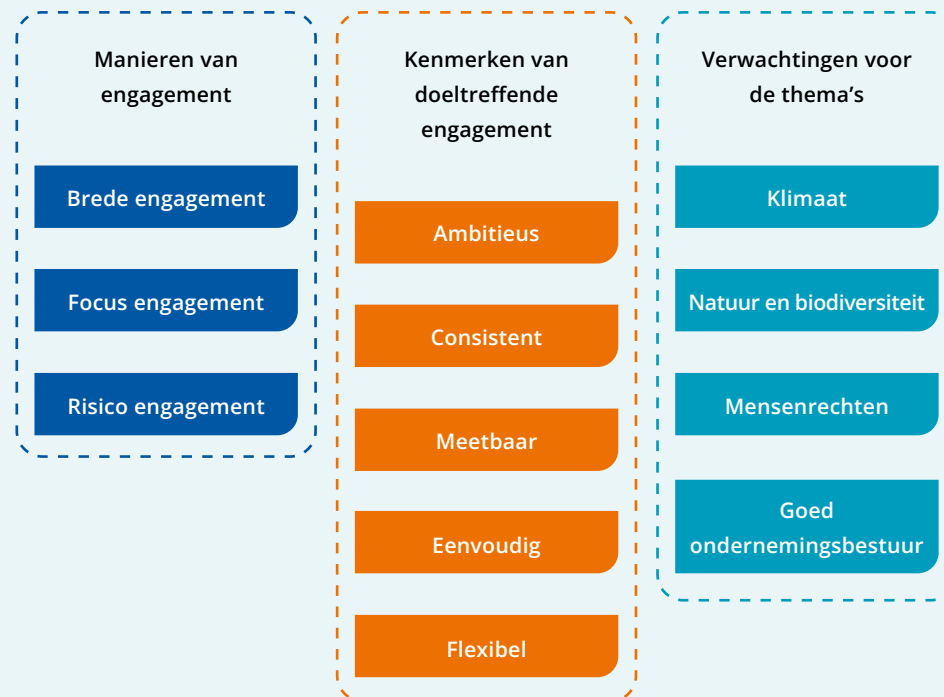 Manieren van
engagement
Brede engagement
Focus engagement
Risico engagement
Kenmerken van
doeltreffende
engagement
Ambitieus
Consistent
Meetbaar
Eenvoudig
Flexibel
Verwachtingen voor
de thema’s
Klimaat
Natuur en biodiversiteit
Mensenrechten
Goed
ondernemingsbestuur